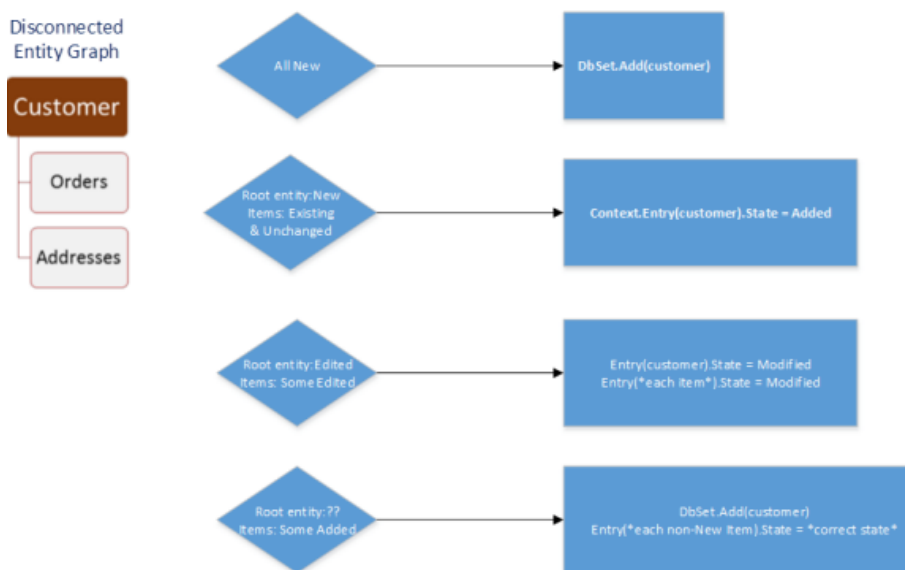 Disconnected
Entity Graph
Customer
Orders
Addresses
All New
DbSet.Add(customer)
Root entity:New
Items: Existing
& Unchanged
Context.Entry(customer).State = Added
Root entity:Edited
Items: Some Edited
Entry(customer).State = Modified
Entry(*each item*).State = Modified
Root entity:??
Items: Some Added
DbSet.Add(customer)
Entry(*each non-New Item).State = *correct state*